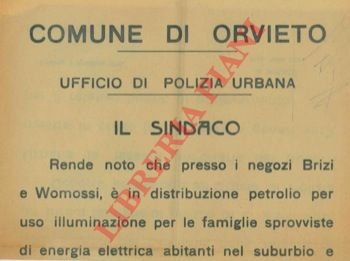 COMUNE DI ORVIETO
UFFICIO DI POLIZIA URBANA
IL SINDACO
Rende noto che presso i negozi Brizi
e Womossi, è in distribuzione petrolio per
uso illuminazione per le famiglie sprovviste
di energia elettrica abitanti nel suburbio e
LIBRERIA PIANI